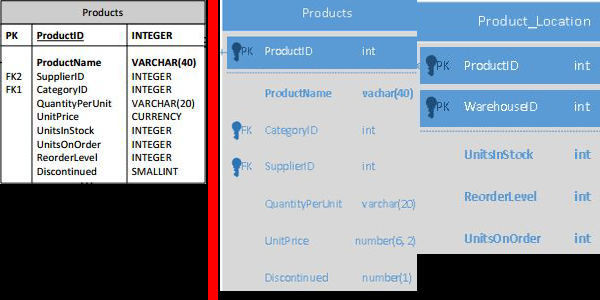 Products
PK ProductID INTEGER
ProductName VARCHAR(40)
FK2 SupplierID INTEGER
FK1 CategoryID INTEGER
QuantityPerUnit VARCHAR(20)
UnitPrice CURRENCY
UnitsInStock INTEGER
UnitsOnOrder INTEGER
ReorderLevel INTEGER
Discontinued SMALLINT
Products
PK ProductID int
ProductName vachar(40)
FK CategoryID int
FK SupplierID int
QuantityPerUnit varchar(20)
UnitPrice number(6, 2)
Discontinued number(1)
Product_Location
PK ProductID int
PK WarehouseID int
UnitsInStock int
ReorderLevel int
UnitsOnOrder int